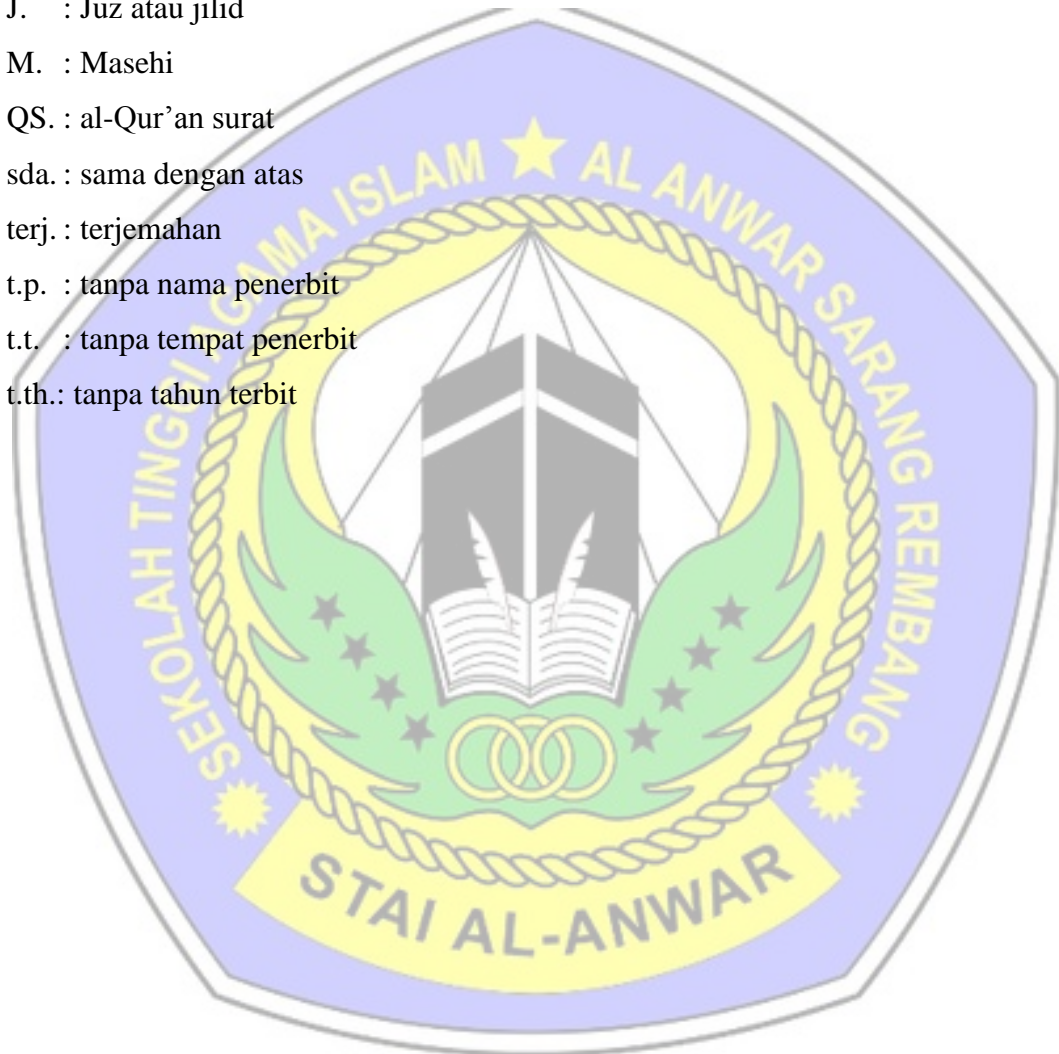 J. : Juz atau jilid
M. : Masehi
QS. : al-Qur’an surat
sda. : sama dengan atas
terj. : terjemahan
t.p. : tanpa nama penerbit
t.t. : tanpa tempat penerbit
t.th.: tanpa tahun terbit
SEKOLAH TINGGI AGAMA ISLAM ★ AL ANWAR SARANG REMBANG
STAI AL-ANWAR